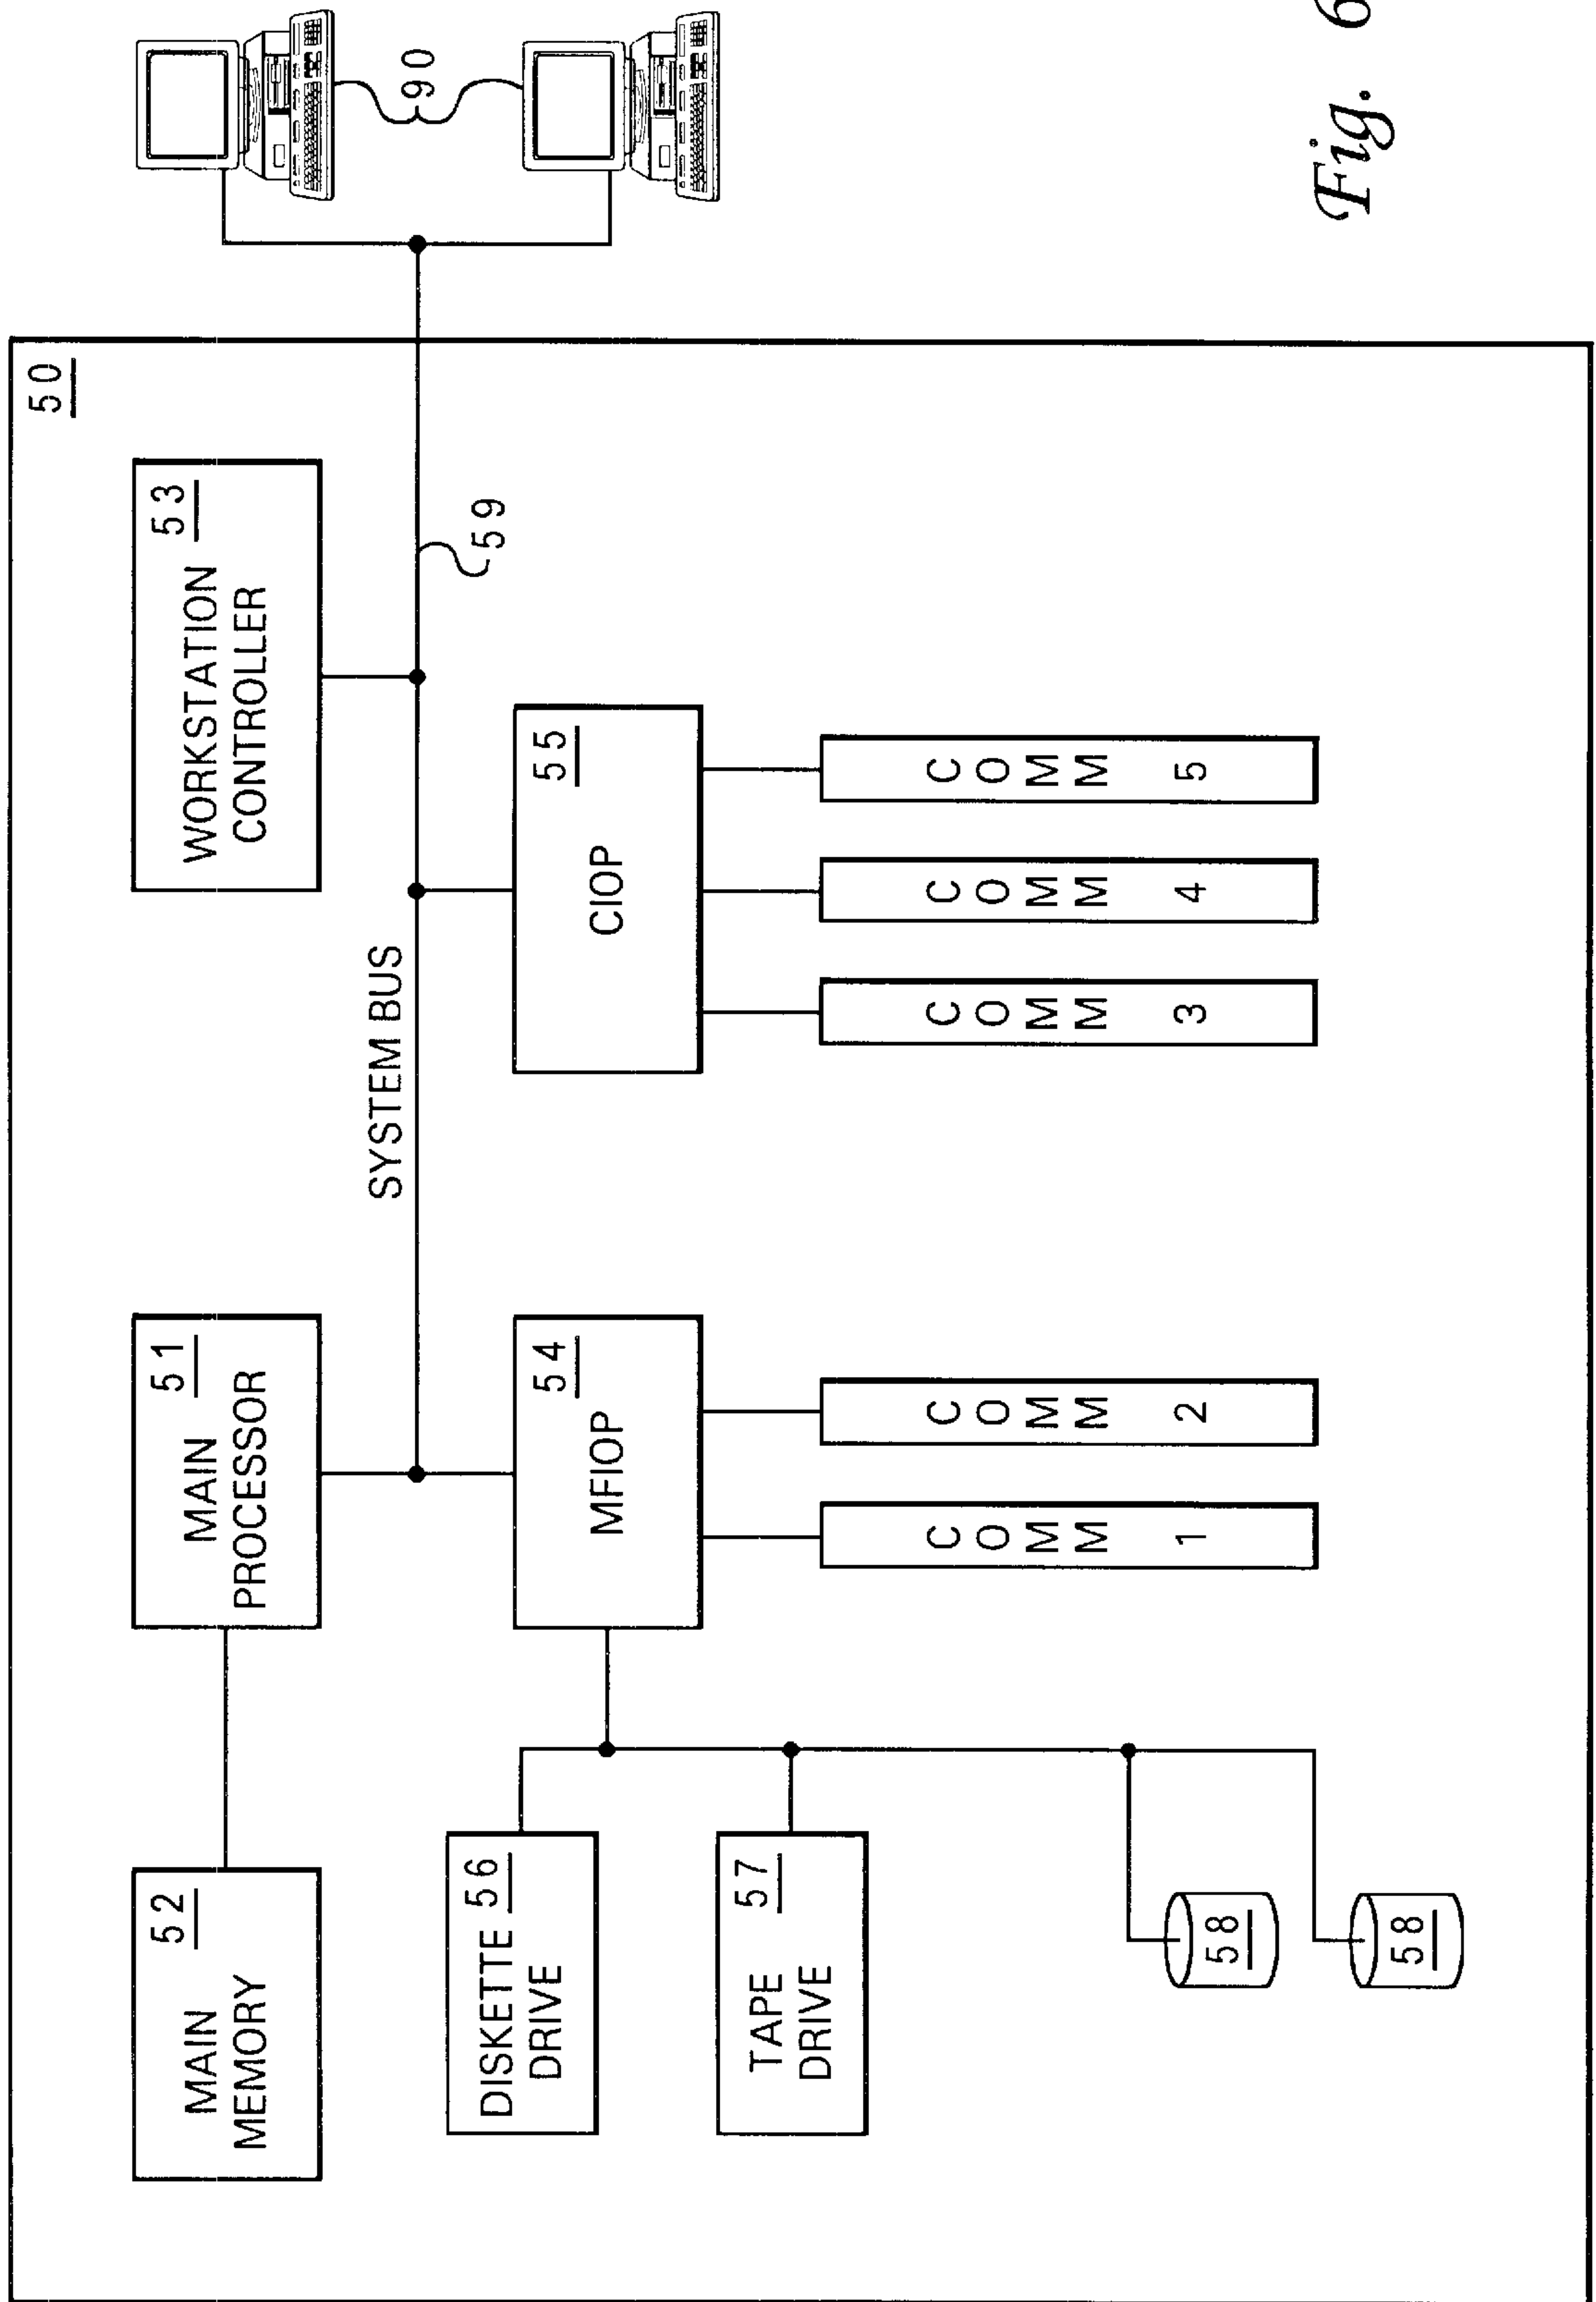 50
MAIN
MEMORY
52
MAIN
PROCESSOR
51
WORKSTATION
CONTROLLER
53
SYSTEM BUS
59
90
DISKETTE
DRIVE
56
MFIOP
54
CIOP
55
TAPE
DRIVE
57
COMM 1
COMM 2
COMM 3
COMM 4
COMM 5
58
58
Fig. 6